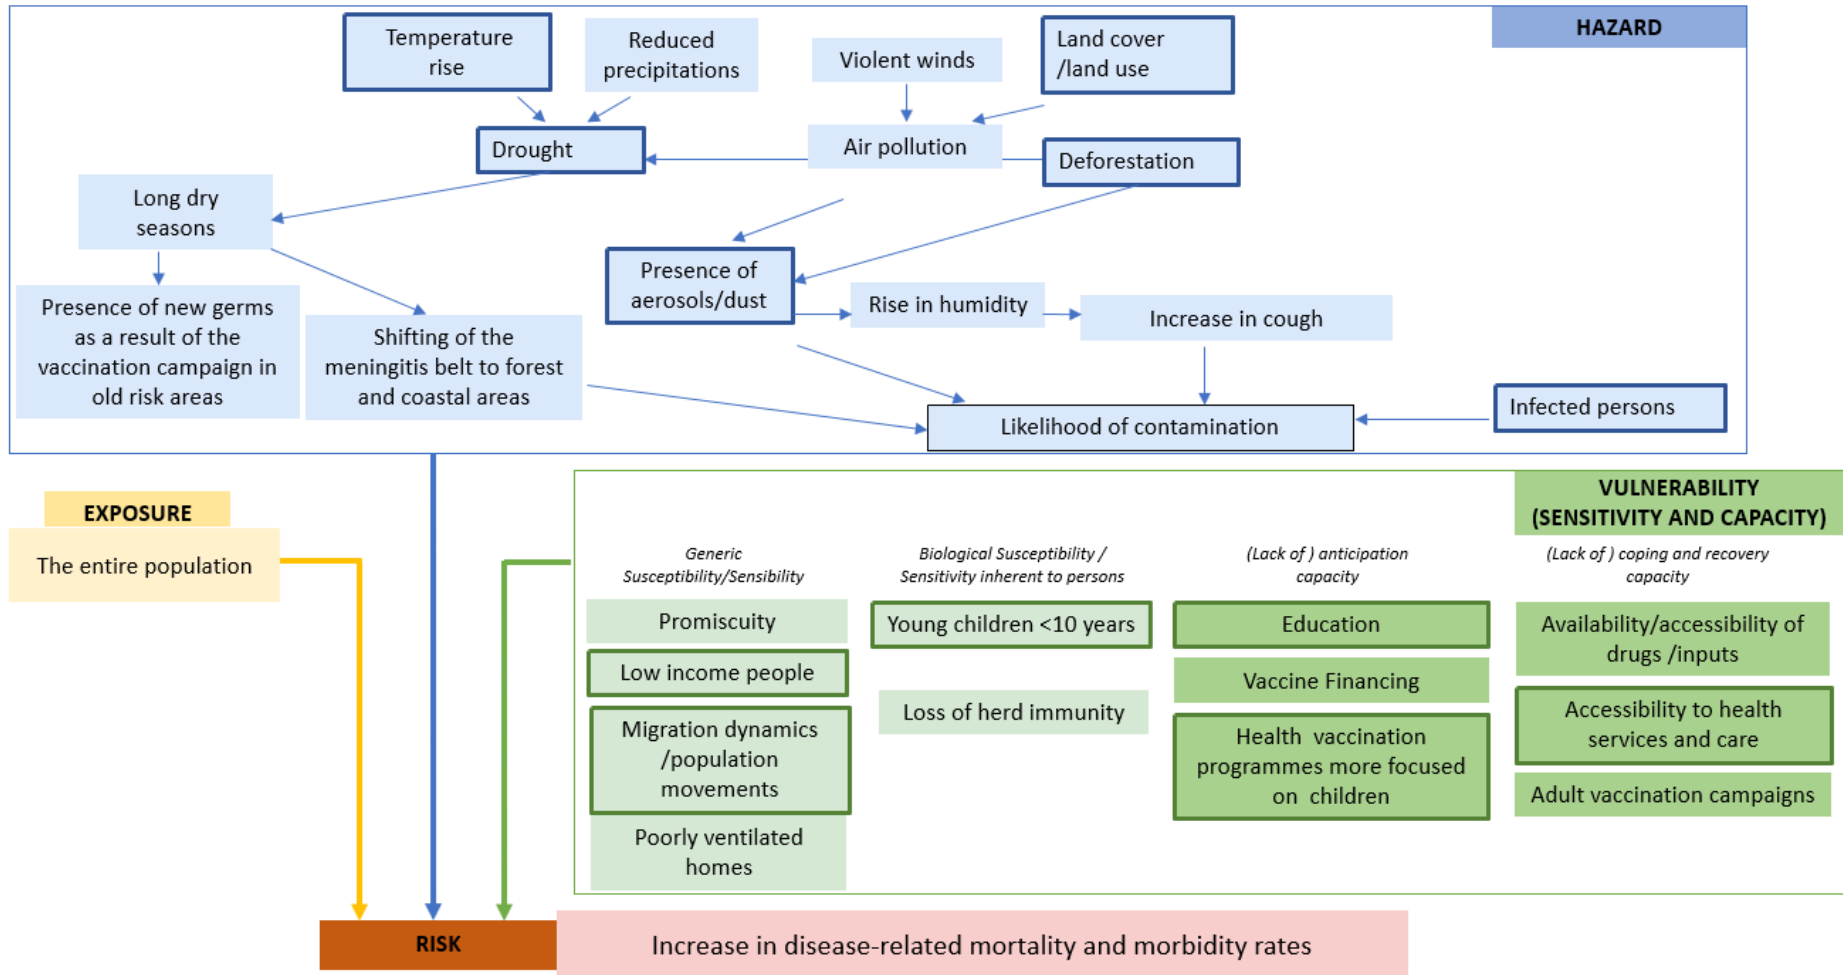 HAZARD
Temperature
rise
Reduced
precipitations
Violent winds
Land cover
/land use
Drought
Air pollution
Deforestation
Long dry
seasons
Presence of
aerosols/dust
Rise in humidity
Increase in cough
Presence of new germs
as a result of the
vaccination campaign in
old risk areas
Shifting of the
meningitis belt to forest
and coastal areas
Likelihood of contamination
Infected persons
EXPOSURE
The entire population
VULNERABILITY
(SENSITIVITY AND CAPACITY)
Generic
Susceptibility/Sensibility
Promiscuity
Low income people
Migration dynamics
/population
movements
Poorly ventilated
homes
Biological Susceptibility /
Sensitivity inherent to persons
Young children <10 years
Loss of herd immunity
(Lack of ) anticipation
capacity
Education
Vaccine Financing
Health  vaccination
programmes more focused
on  children
(Lack of ) coping and recovery
capacity
Availability/accessibility of
drugs /inputs
Accessibility to health
services and care
Adult vaccination campaigns
RISK
Increase in disease-related mortality and morbidity rates